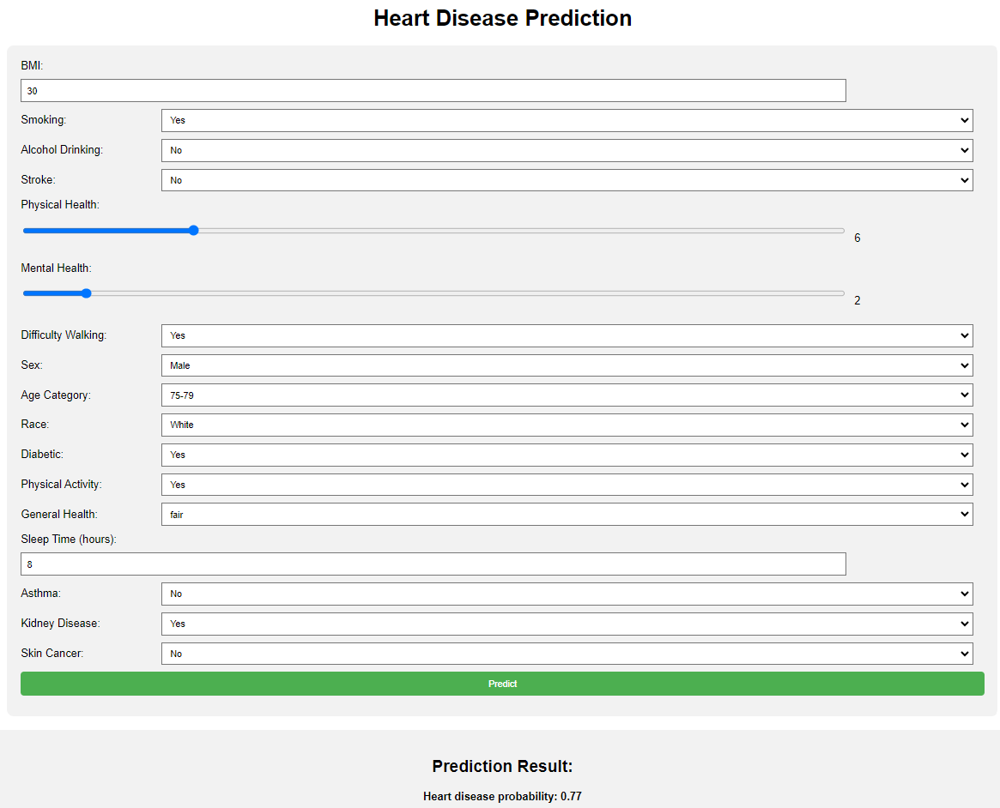 Heart Disease Prediction
BMI:
30
Smoking: Yes
Alcohol Drinking: No
Stroke: No
Physical Health:
6
Mental Health:
2
Difficulty Walking: Yes
Sex: Male
Age Category: 75-79
Race: White
Diabetic: Yes
Physical Activity: Yes
General Health: fair
Sleep Time (hours):
8
Asthma: No
Kidney Disease: Yes
Skin Cancer: No
Predict
Prediction Result:
Heart disease probability: 0.77